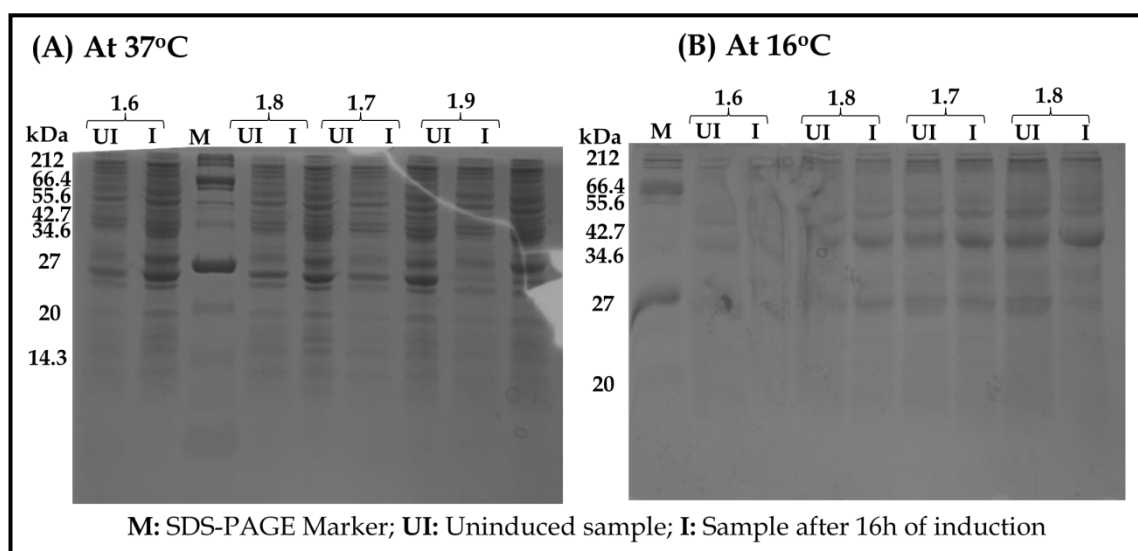 (A) At 37ºC
(B) At 16ºC
1.6
1.8
1.7
1.9
kDa
UI
I
M
UI
I
UI
I
UI
I
212
66.4
55.6
42.7
34.6
27
20
14.3
1.6
1.8
1.7
1.8
kDa
M
UI
I
UI
I
UI
I
UI
I
212
66.4
55.6
42.7
34.6
27
20
M: SDS-PAGE Marker; UI: Uninduced sample; I: Sample after 16h of induction